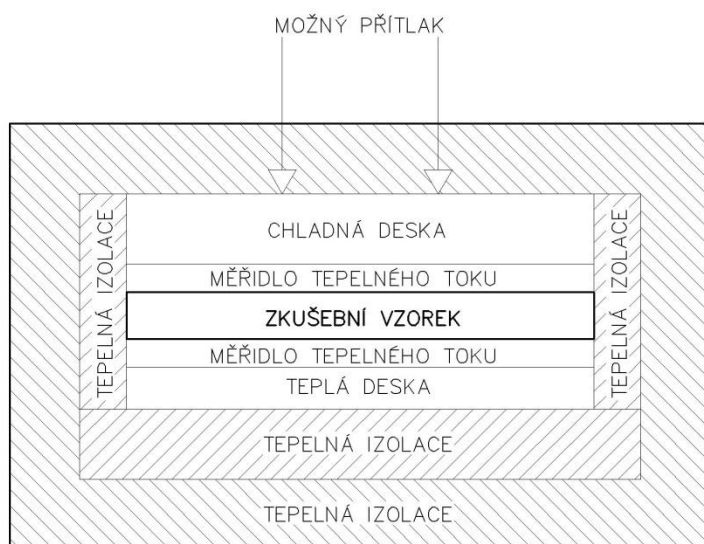 MOŽNÝ PŘÍTLAK
CHLADNÁ DESKA
TEPELNÁ IZOLACE
TEPELNÁ IZOLACE
MĚŘIDLO TEPELNÉHO TOKU
ZKUŠEBNÍ VZOREK
MĚŘIDLO TEPELNÉHO TOKU
TEPLÁ DESKA
TEPELNÁ IZOLACE
TEPELNÁ IZOLACE